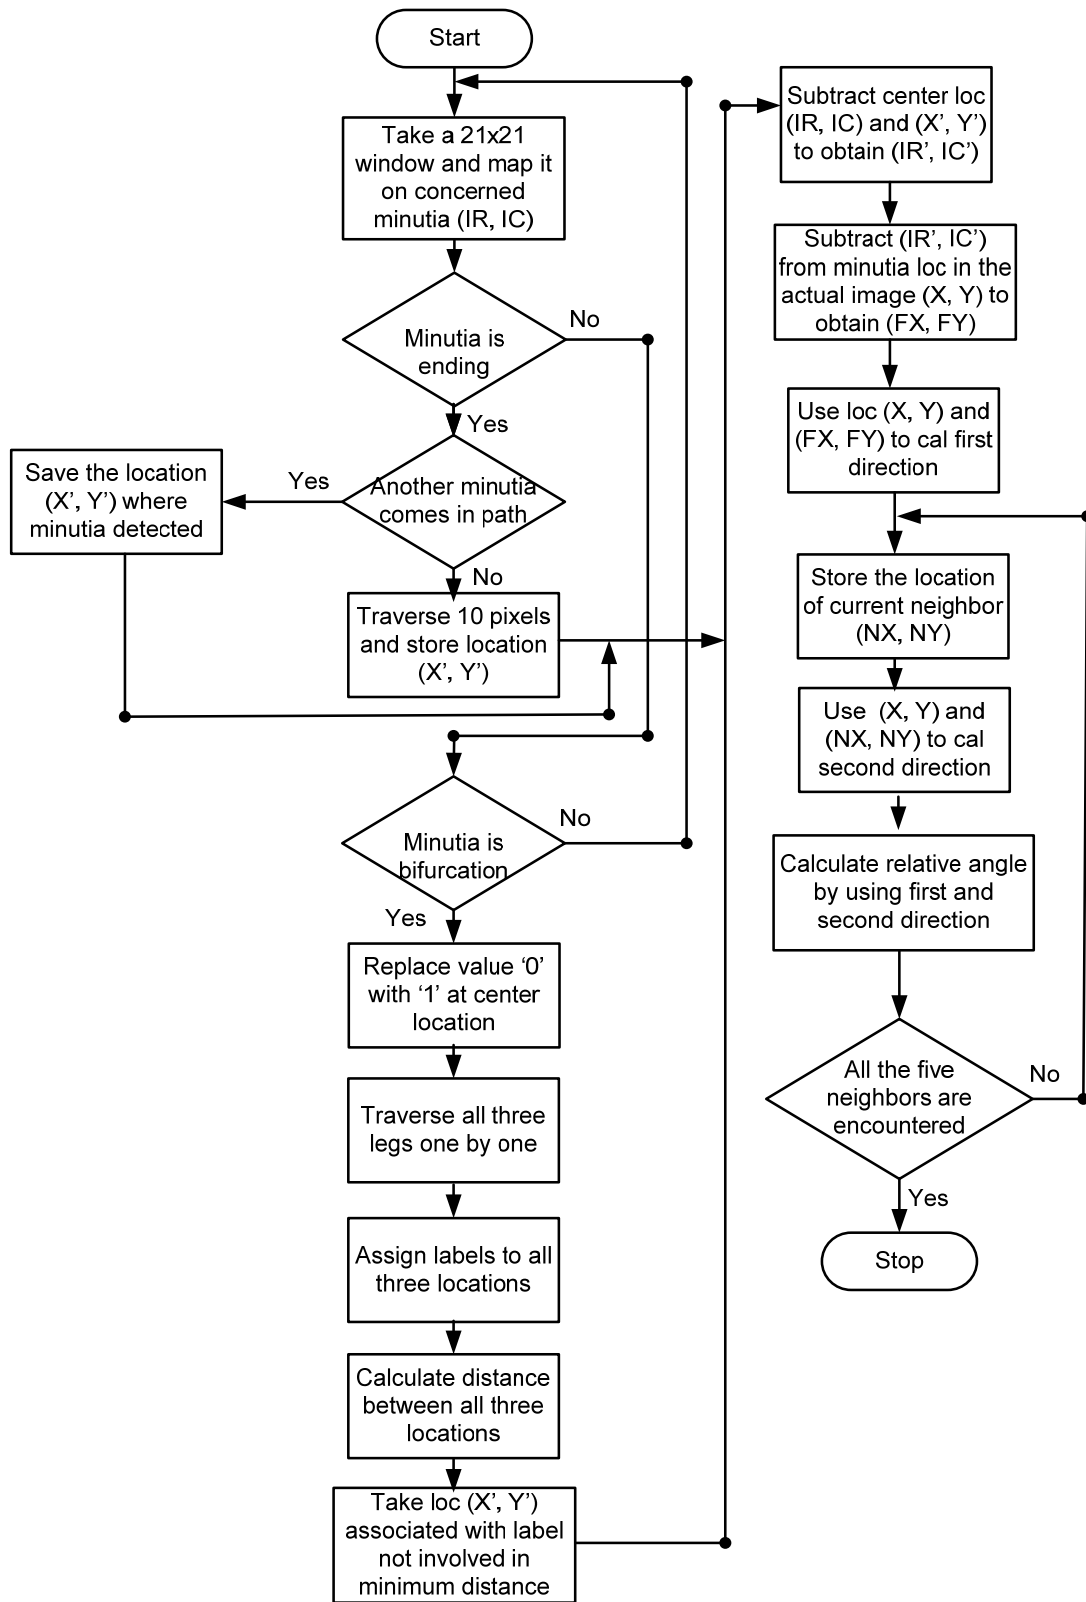 Start
Take a 21x21
window and map it
on concerned
minutia (IR, IC)
Minutia is
ending
No
Yes
Another minutia
comes in path
Yes
Save the location
(X’, Y’) where
minutia detected
No
Traverse 10 pixels
and store location
(X’, Y’)
Minutia is
bifurcation
No
Yes
Replace value ‘0’
with ‘1’ at center
location
Traverse all three
legs one by one
Assign labels to all
three locations
Calculate distance
between all three
locations
Take loc (X’, Y’)
associated with label
not involved in
minimum distance
Subtract center loc
(IR, IC) and (X’, Y’)
to obtain (IR’, IC’)
Subtract (IR’, IC’)
from minutia loc in the
actual image (X, Y) to
obtain (FX, FY)
Use loc (X, Y) and
(FX, FY) to cal first
direction
Store the location
of current neighbor
(NX, NY)
Use (X, Y) and
(NX, NY) to cal
second direction
Calculate relative angle
by using first and
second direction
All the five
neighbors are
encountered
No
Yes
Stop